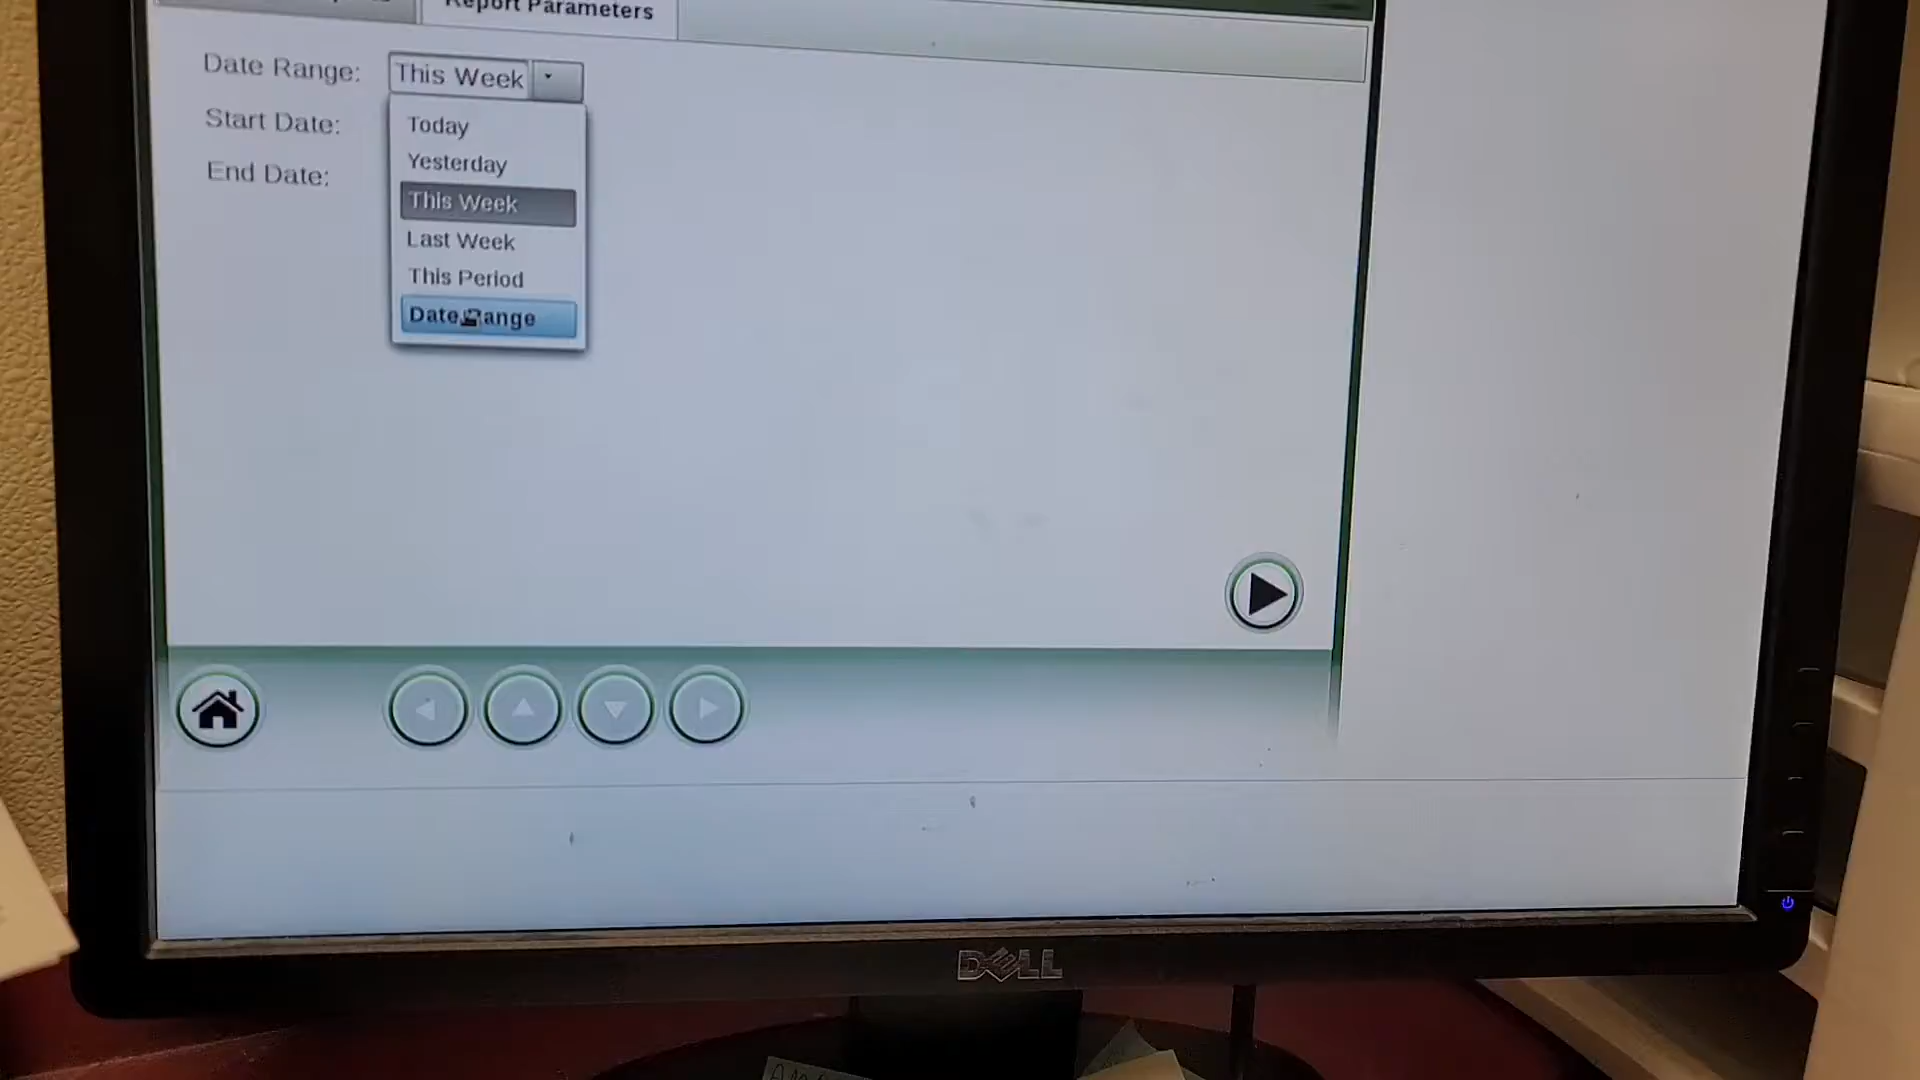 Report Parameters
Date Range: This Week
Start Date:
End Date:
Today
Yesterday
This Week
Last Week
This Period
Date Range
DELL